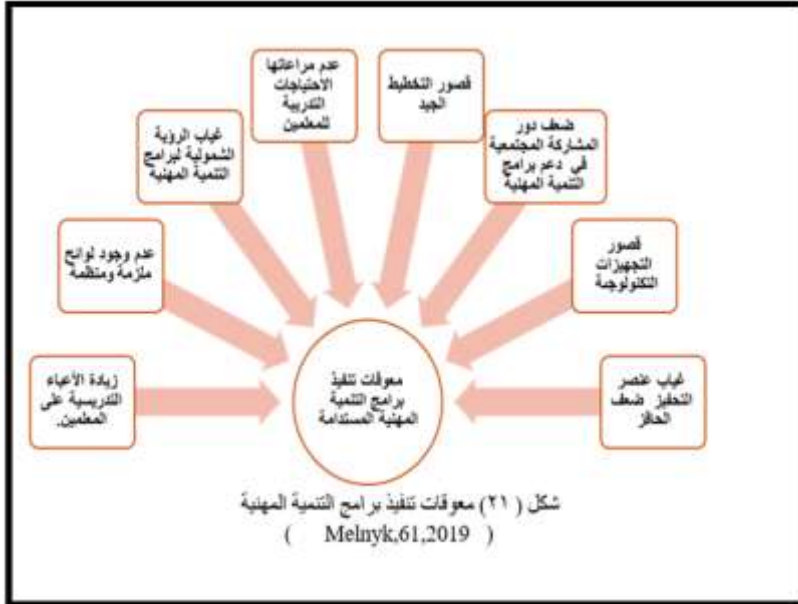 قصور التخطيط
الجيد
عدم مراعاتها
الاحتياجات
التدريبة
للمعلمين
ضعف دور
المشاركة المجتمعية
في دعم برامج
التنمية المهنية
غياب الرؤية
الشمولية لبرامج
التنمية المهنية
قصور
التجهيزات
التكنولوجية
عدم وجود لوائح
ملزمة ومنظمة
غياب عنصر
التحفيز ضعف
الحافز
زيادة الأعباء
التدريسية على
المعلمين.
معوقات تنفيذ
برامج التنمية
المهنية المستدامة
شكل ( ٢١) معوقات تنفيذ برامج التنمية المهنية
( Melnyk,61,2019 )